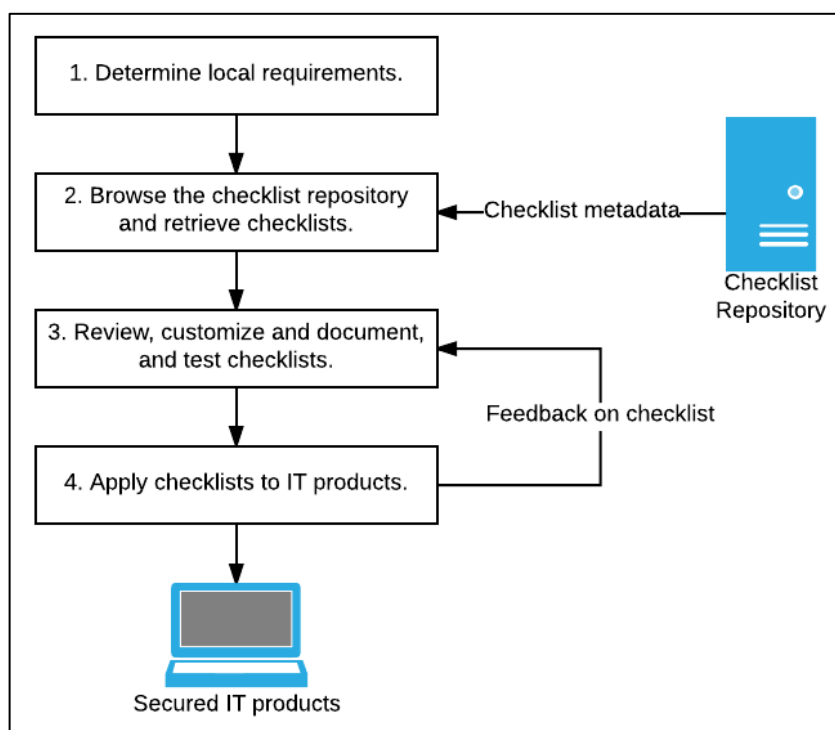 1. Determine local requirements.
2. Browse the checklist repository
and retrieve checklists.
Checklist metadata
Checklist
Repository
3. Review, customize and document,
and test checklists.
Feedback on checklist
4. Apply checklists to IT products.
Secured IT products